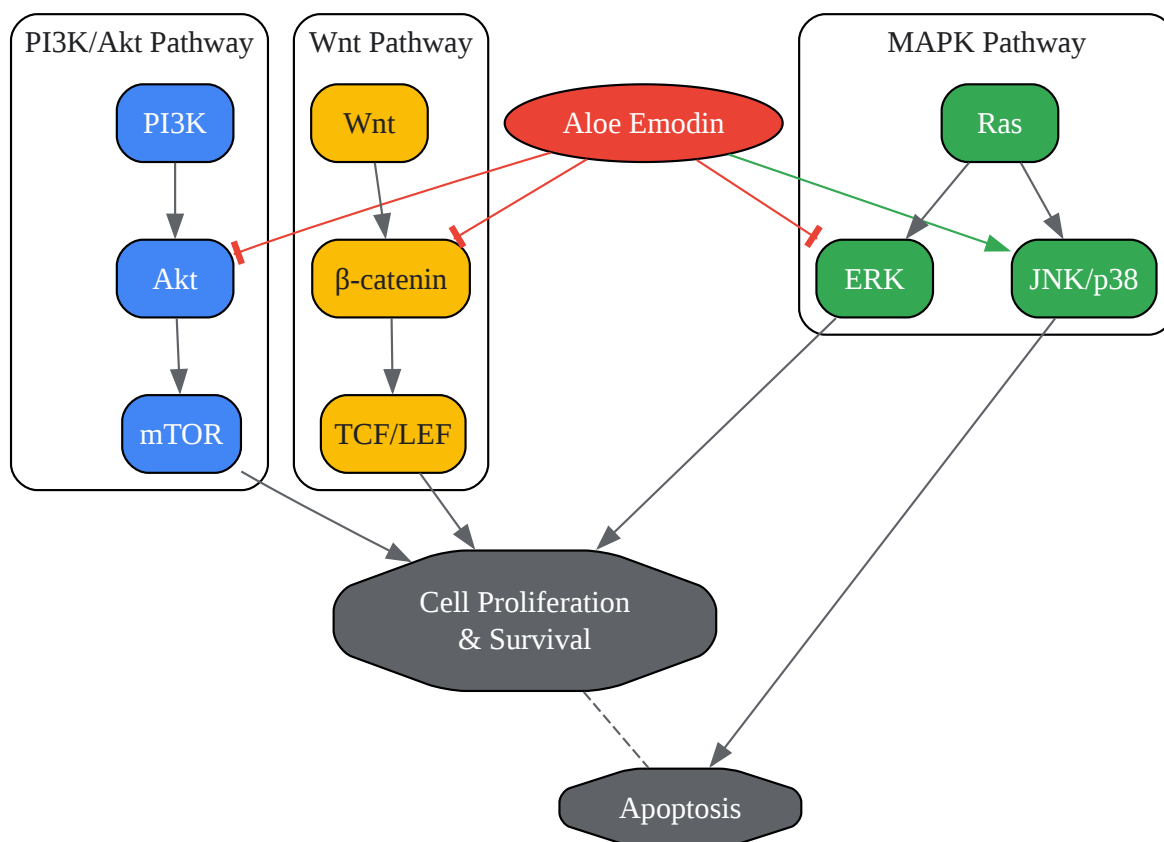 PI3K/Akt Pathway
Wnt Pathway
MAPK Pathway
PI3K
Wnt
Aloe Emodin
Ras
Akt
β-catenin
ERK
JNK/p38
mTOR
TCF/LEF
Cell Proliferation
& Survival
Apoptosis